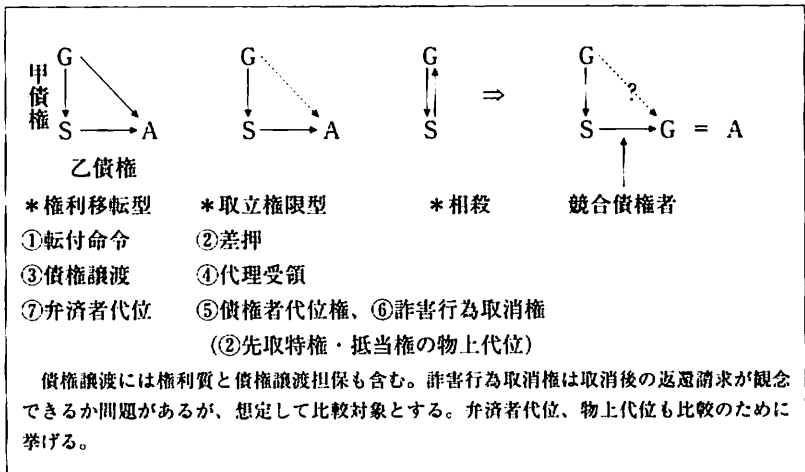 G G G ⇒ G
甲債権 ?
S A S A S S G = A
乙債権
*権利移転型 *取立権限型 *相殺 競合債権者
①転付命令 ②差押
③債権譲渡 ④代理受領
⑦弁済者代位 ⑤債権者代位権、⑥詐害行為取消権
(②先取特権・抵当権の物上代位)
債権譲渡には権利質と債権譲渡担保も含む。詐害行為取消権は取消後の返還請求が観念
できるか問題があるが、想定して比較対象とする。弁済者代位、物上代位も比較のために
挙げる。